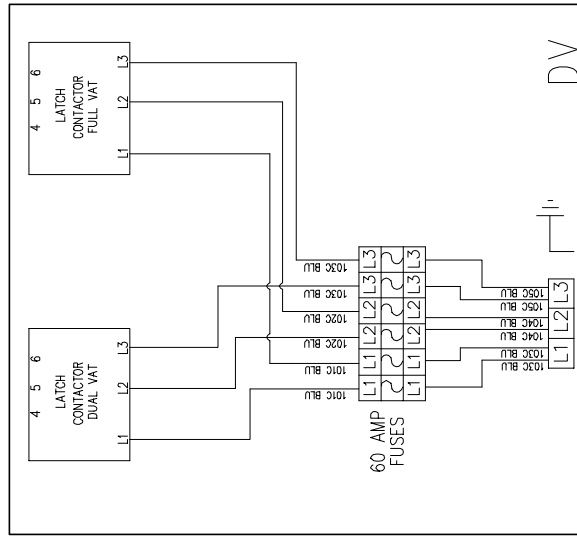 4 5 6
LATCH
CONTACTOR
FULL VAT
L1 L2 L3
4 5 6
LATCH
CONTACTOR
DUAL VAT
L1 L2 L3
101C BLU
101C BLU
102C BLU
102C BLU
103C BLU
103C BLU
L1 L1 L2 L2 L3 L3
60 AMP
FUSES
L1 L1 L2 L2 L3 L3
103C BLU
103C BLU
104C BLU
104C BLU
105C BLU
105C BLU
L1 L2 L3
DV